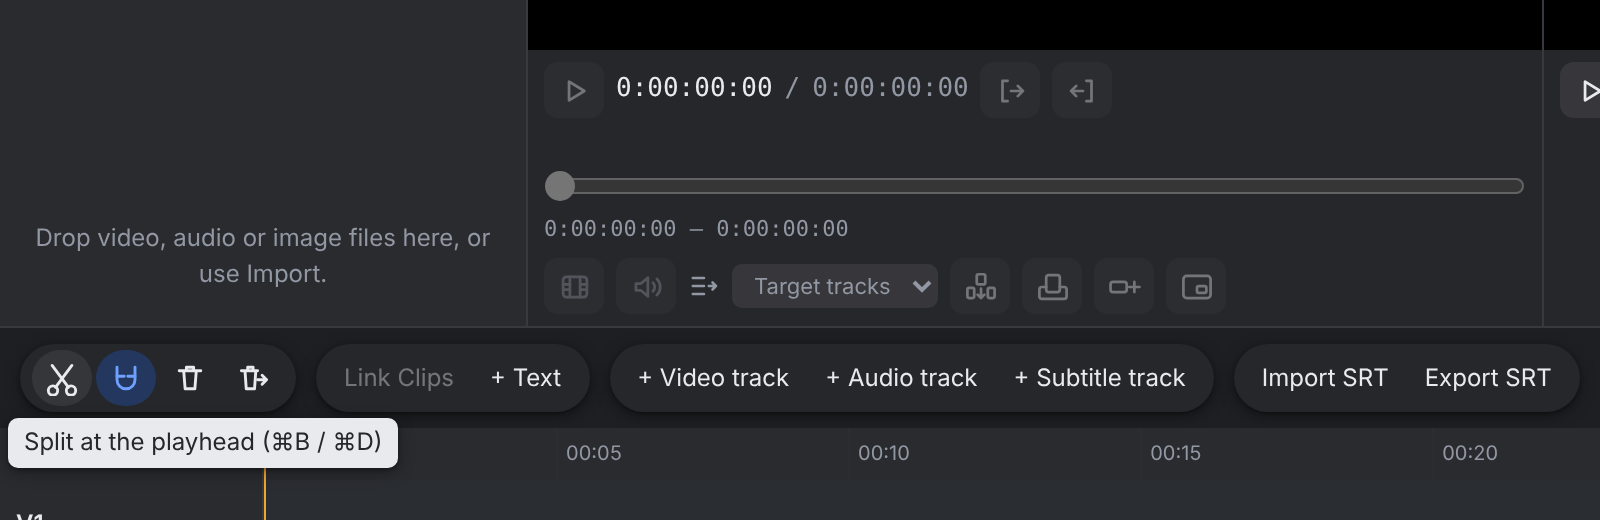 0:00:00:00 / 0:00:00:00
Drop video, audio or image files here, or
use Import.
0:00:00:00 — 0:00:00:00
Target tracks
Link Clips
+ Text
+ Video track
+ Audio track
+ Subtitle track
Import SRT
Export SRT
Split at the playhead (⌘B / ⌘D)
00:05
00:10
00:15
00:20
V1